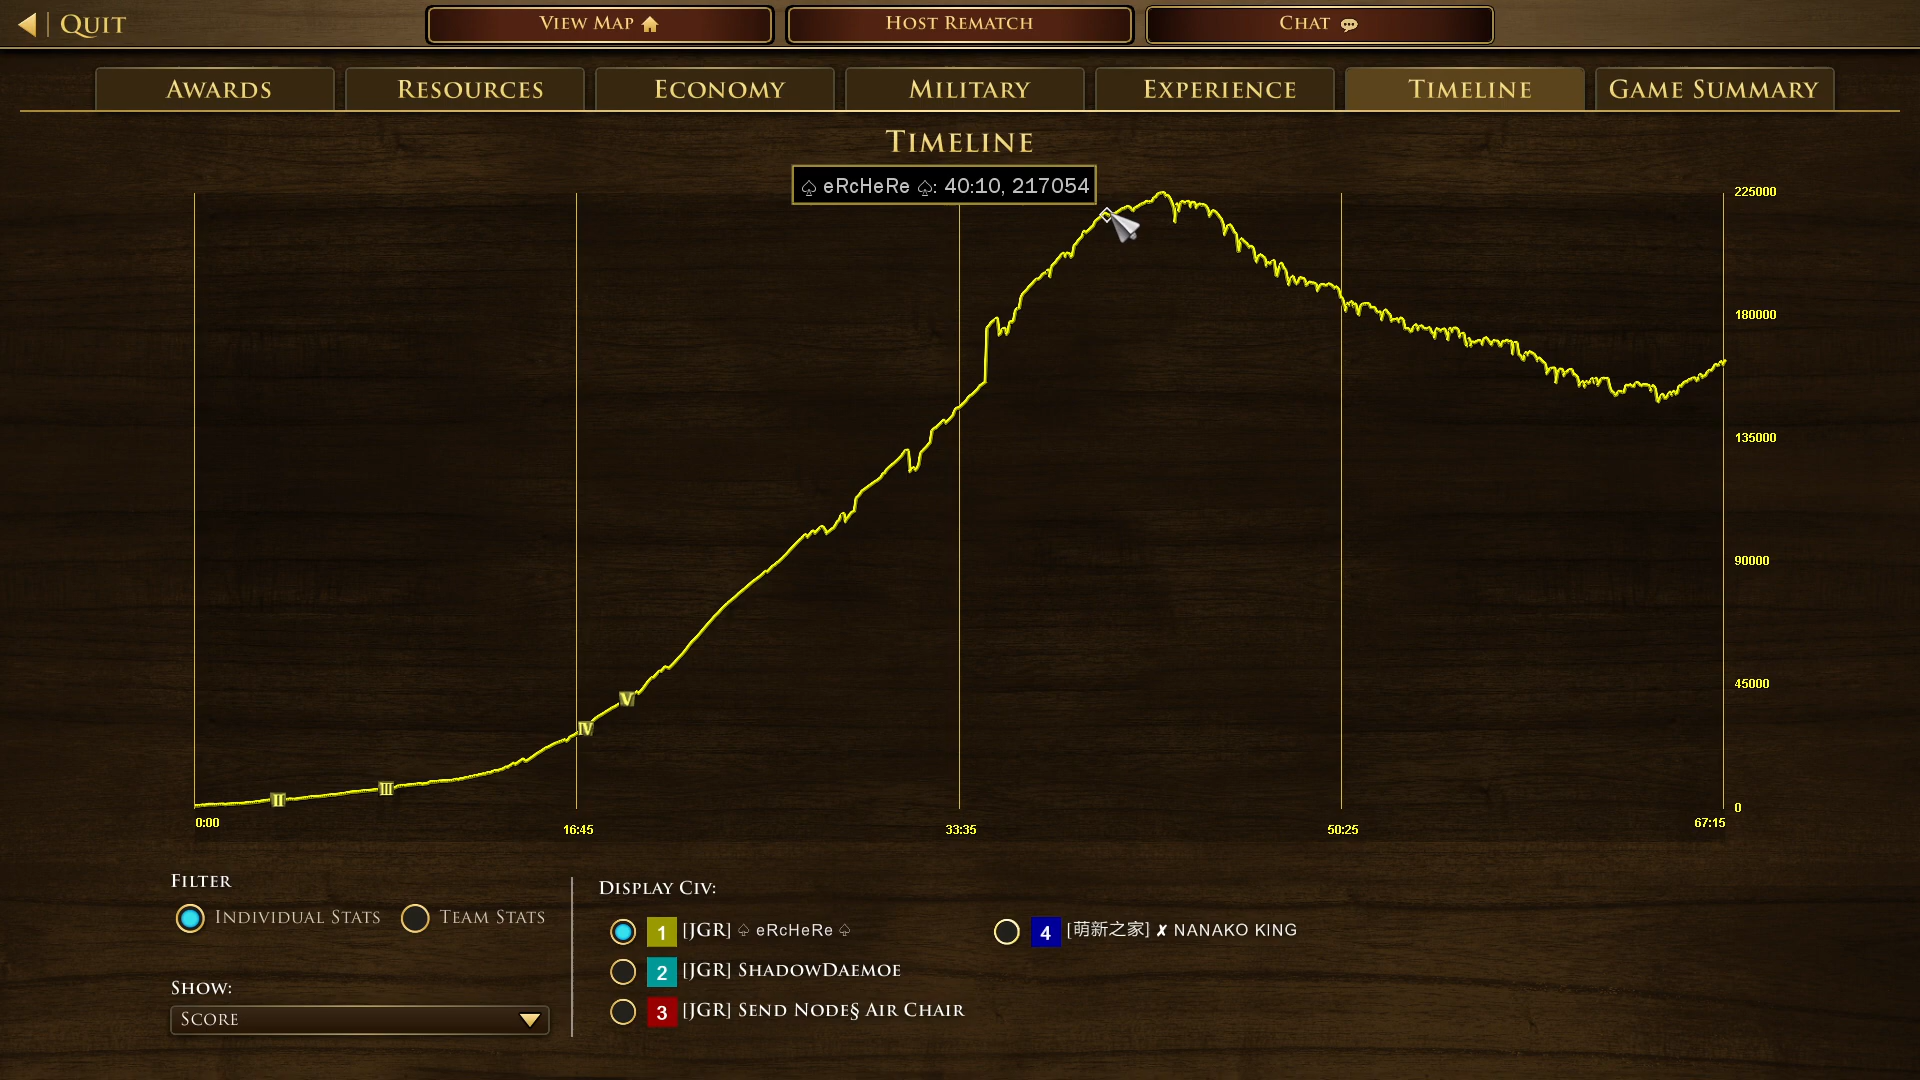 QUIT
VIEW MAP
HOST REMATCH
CHAT
AWARDS
RESOURCES
ECONOMY
MILITARY
EXPERIENCE
TIMELINE
GAME SUMMARY
TIMELINE
♤ eRcHeRe ♤: 40:10, 217054
225000
180000
135000
90000
45000
0
II
III
IV
V
0:00
16:45
33:35
50:25
67:15
FILTER
INDIVIDUAL STATS
TEAM STATS
SHOW:
SCORE
DISPLAY CIV:
1 [JGR] ♤ eRcHeRe ♤
2 [JGR] SHADOWDAEMOE
3 [JGR] SEND NODE§ AIR CHAIR
4 [萌新之家] ✗ NANAKO KING